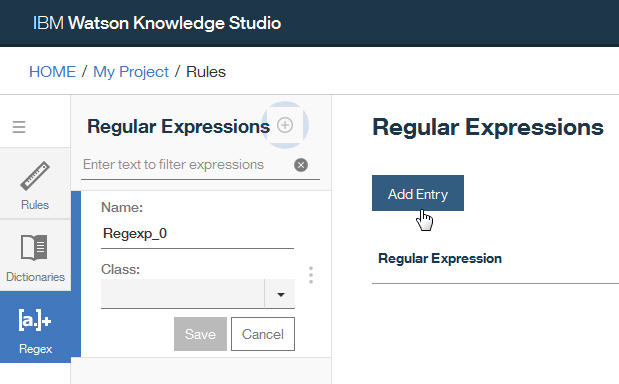 IBM Watson Knowledge Studio
HOME / My Project / Rules
Regular Expressions
Enter text to filter expressions
Rules
Dictionaries
[a.]+
Regex
Name:
Regexp_0
Class:
Save Cancel
Regular Expressions
Add Entry
Regular Expression